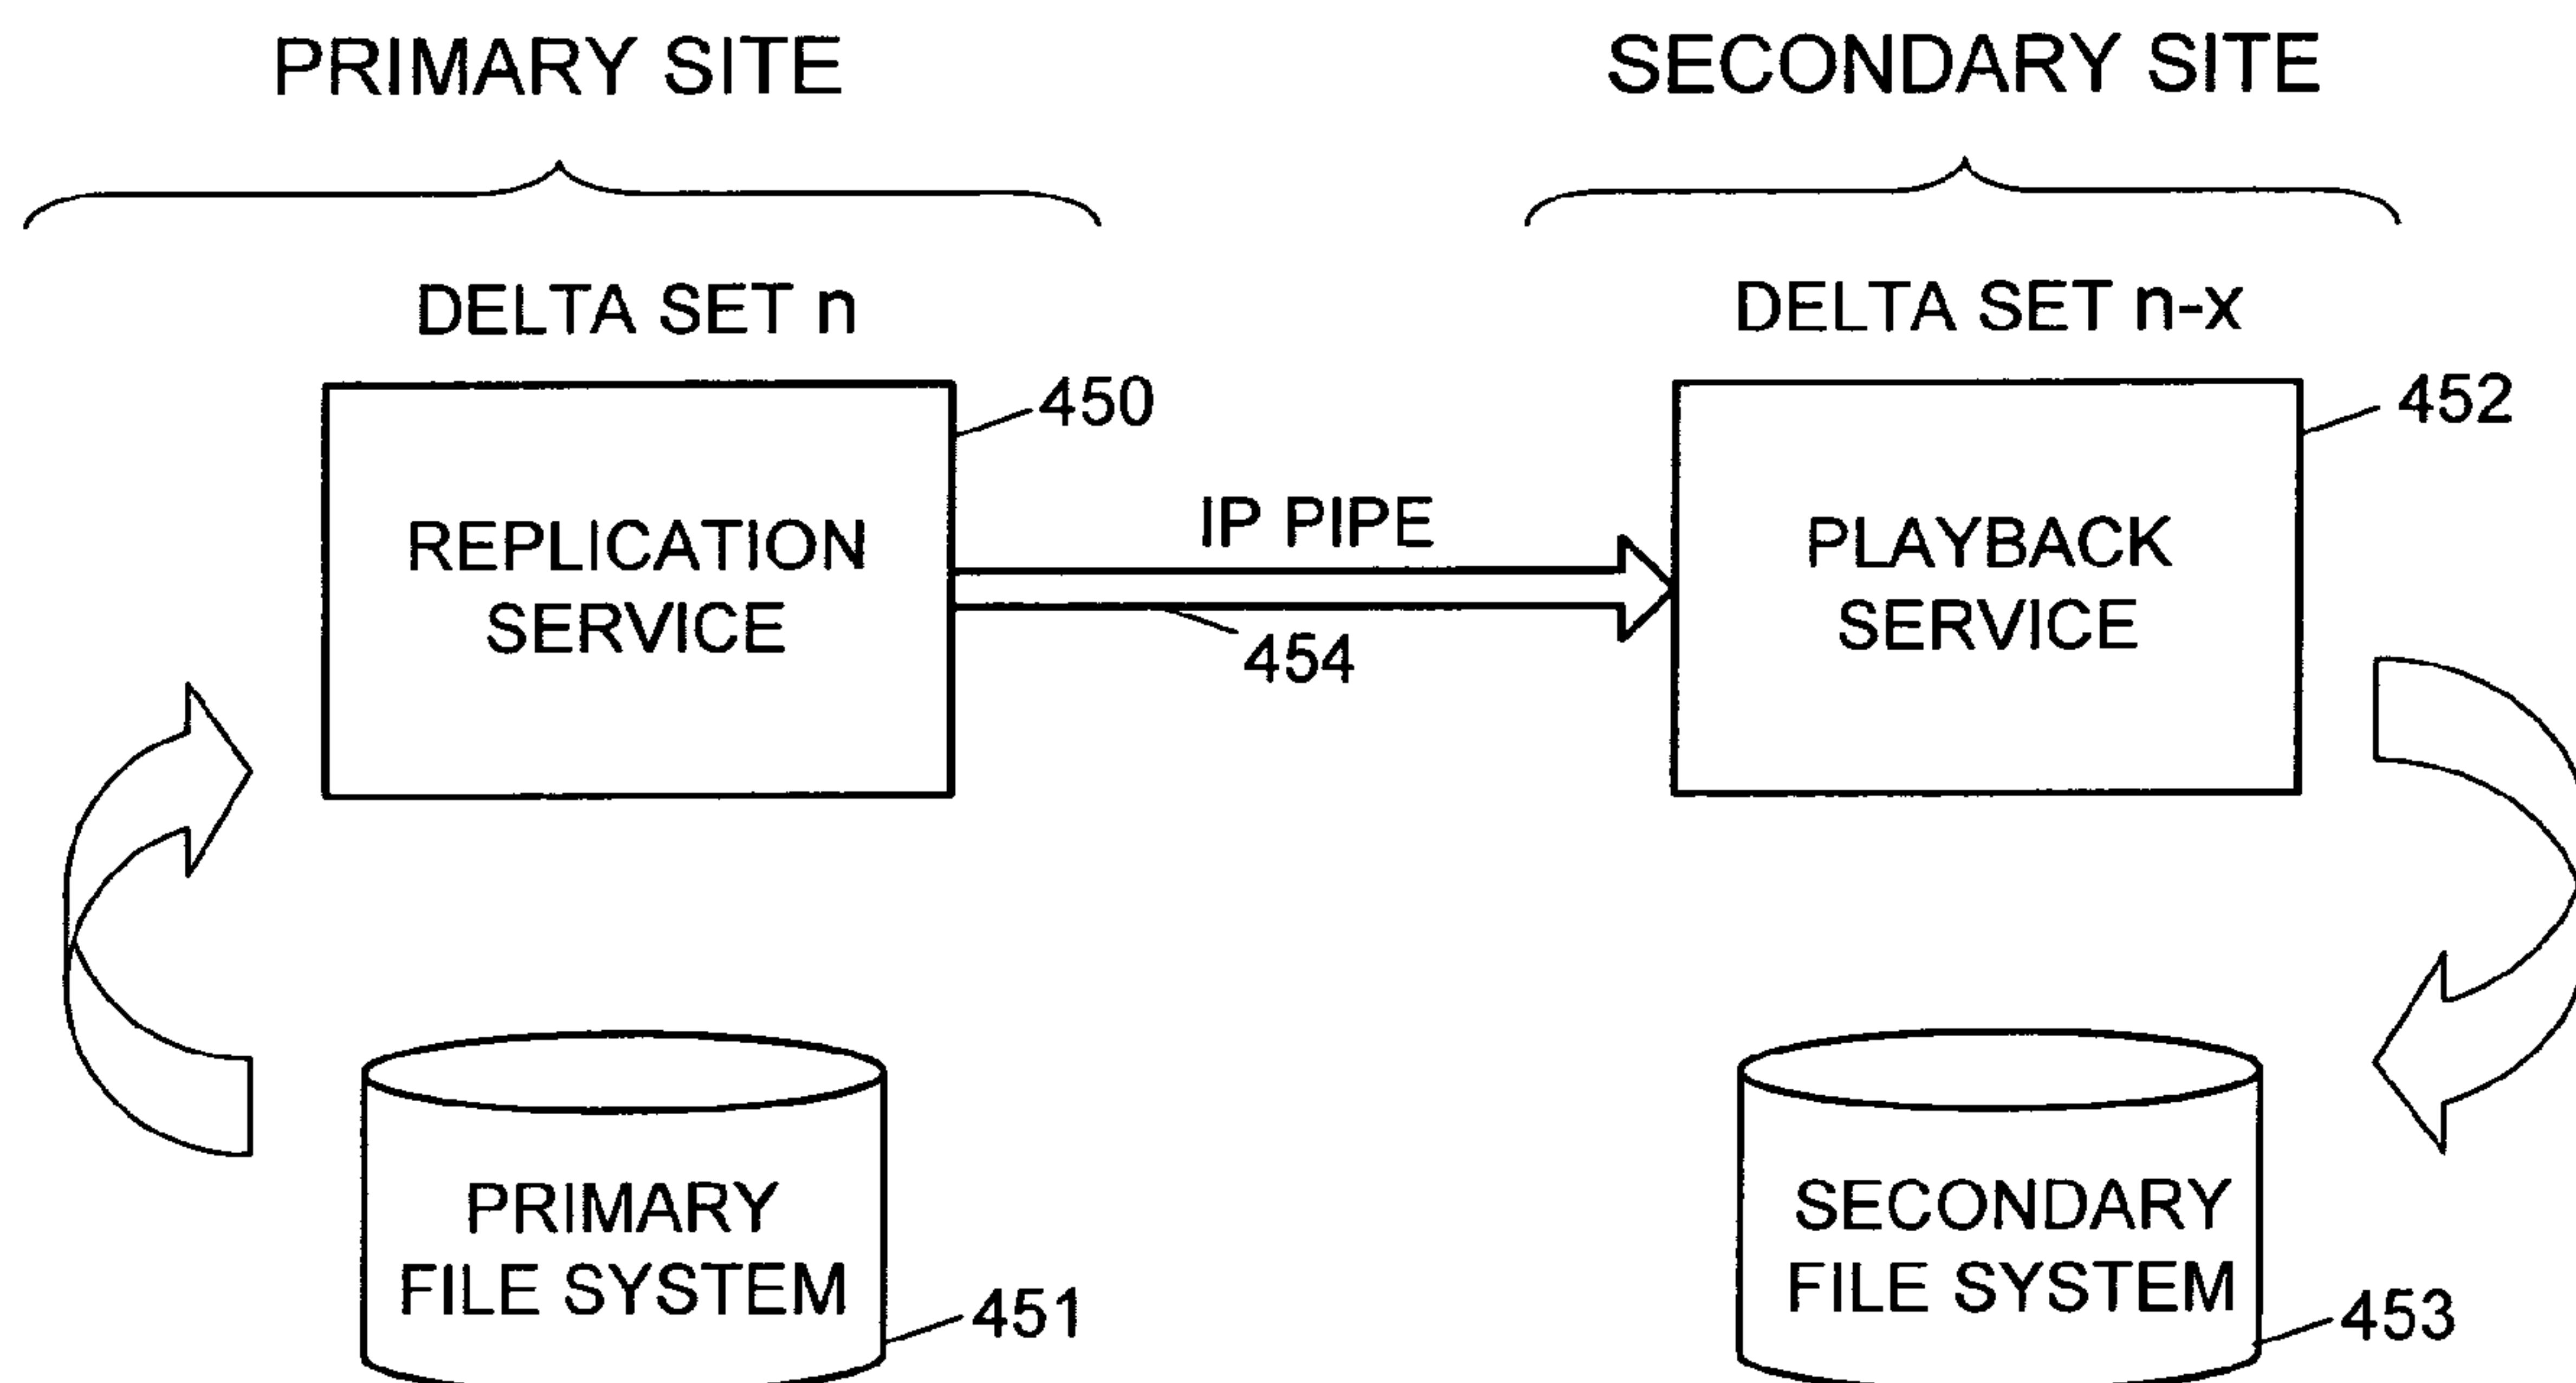 PRIMARY SITE
SECONDARY SITE
DELTA SET n
DELTA SET n-x
450
452
REPLICATION
SERVICE
IP PIPE
454
PLAYBACK
SERVICE
PRIMARY
FILE SYSTEM
451
SECONDARY
FILE SYSTEM
453